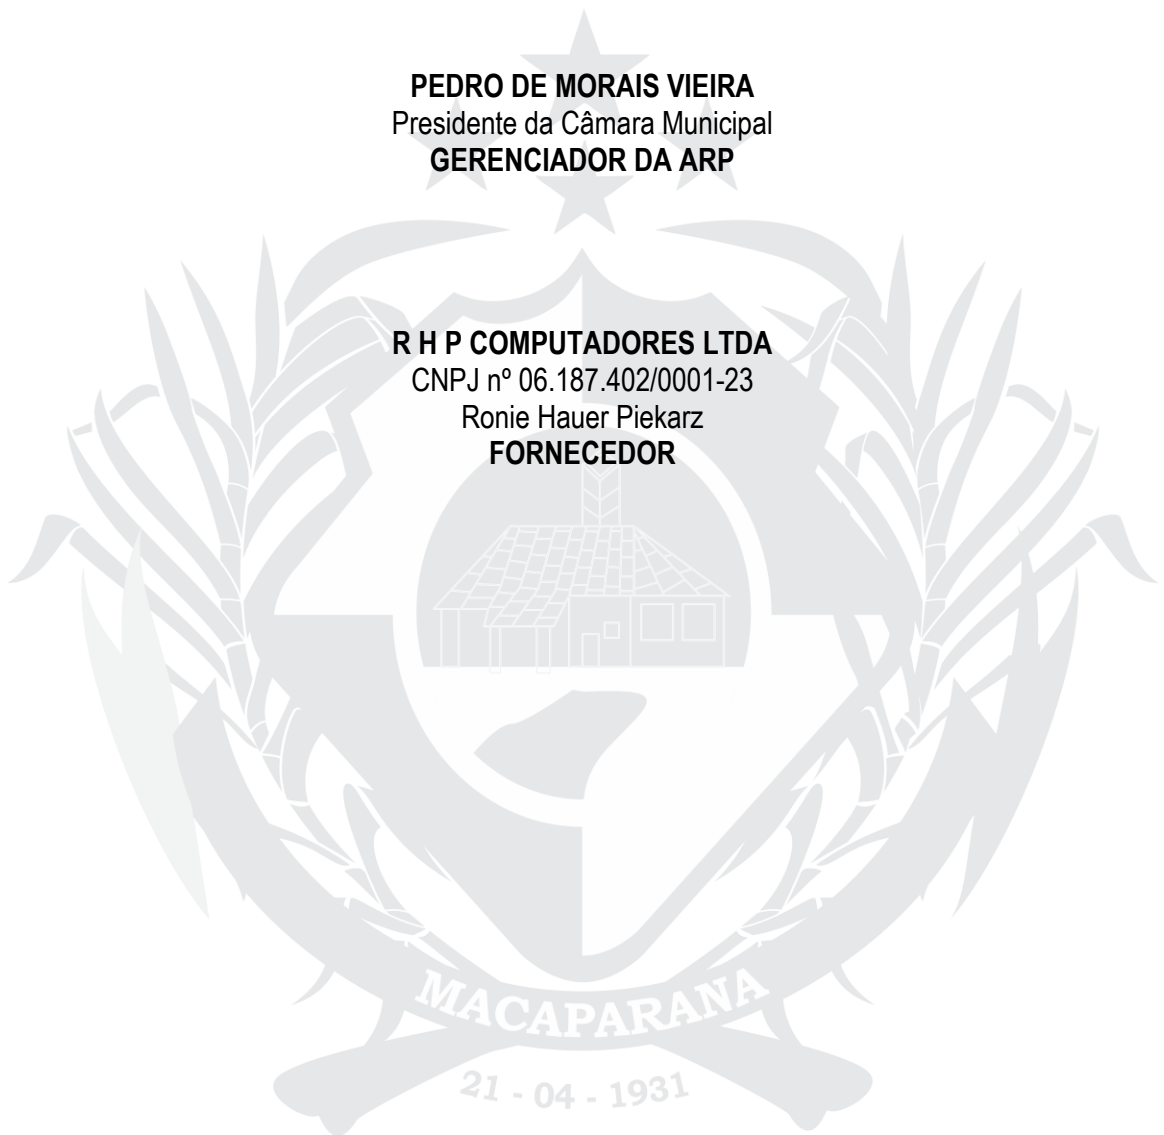 PEDRO DE MORAIS VIEIRA
Presidente da Câmara Municipal
GERENCIADOR DA ARP
R H P COMPUTADORES LTDA
CNPJ nº 06.187.402/0001-23
Ronie Hauer Piekarz
FORNECEDOR
MACAPARANA
21 - 04 - 1931